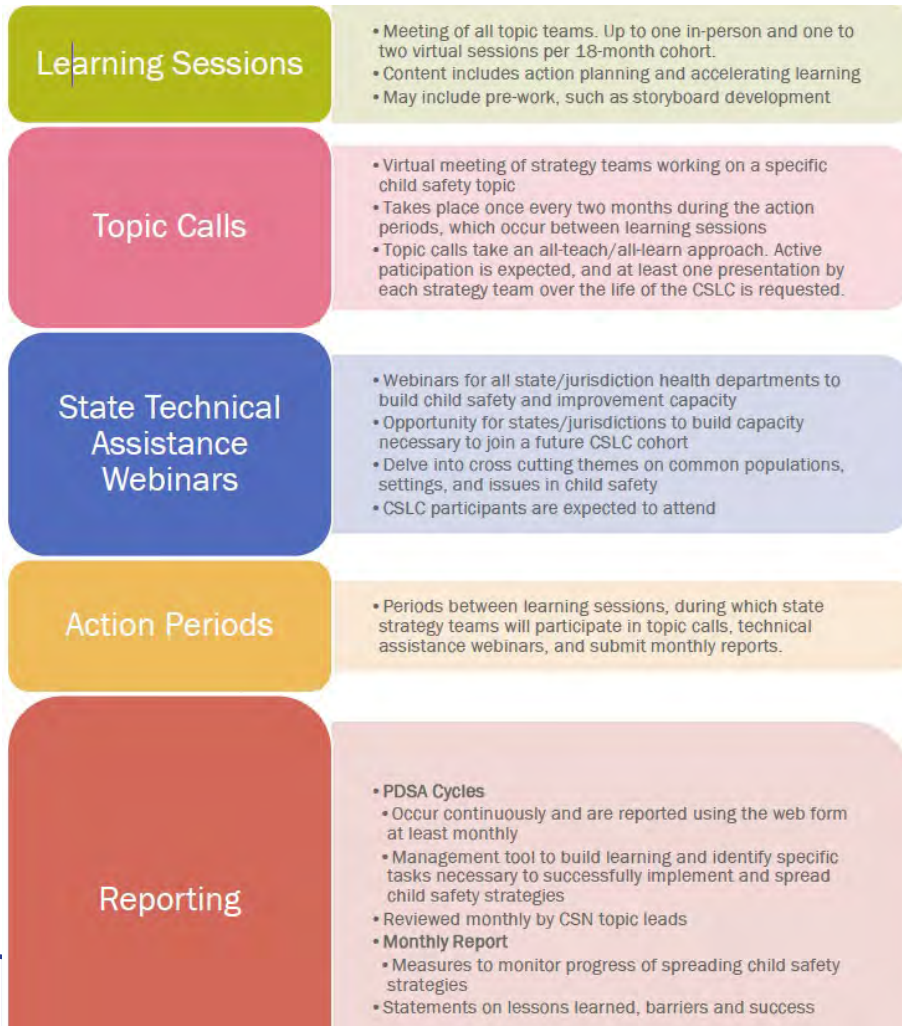 Learning Sessions
• Meeting of all topic teams. Up to one in-person and one to
two virtual sessions per 18-month cohort.
• Content includes action planning and accelerating learning
• May include pre-work, such as storyboard development
Topic Calls
• Virtual meeting of strategy teams working on a specific
child safety topic
• Takes place once every two months during the action
periods, which occur between learning sessions
• Topic calls take an all-teach/all-learn approach. Active
paticipation is expected, and at least one presentation by
each strategy team over the life of the CSLC is requested.
State Technical
Assistance
Webinars
• Webinars for all state/jurisdiction health departments to
build child safety and improvement capacity
• Opportunity for states/jurisdictions to build capacity
necessary to join a future CSLC cohort
• Delve into cross cutting themes on common populations,
settings, and issues in child safety
• CSLC participants are expected to attend
Action Periods
• Periods between learning sessions, during which state
strategy teams will participate in topic calls, technical
assistance webinars, and submit monthly reports.
Reporting
• PDSA Cycles
• Occur continuously and are reported using the web form
at least monthly
• Management tool to build learning and identify specific
tasks necessary to successfully implement and spread
child safety strategies
• Reviewed monthly by CSN topic leads
• Monthly Report
• Measures to monitor progress of spreading child safety
strategies
• Statements on lessons learned, barriers and success